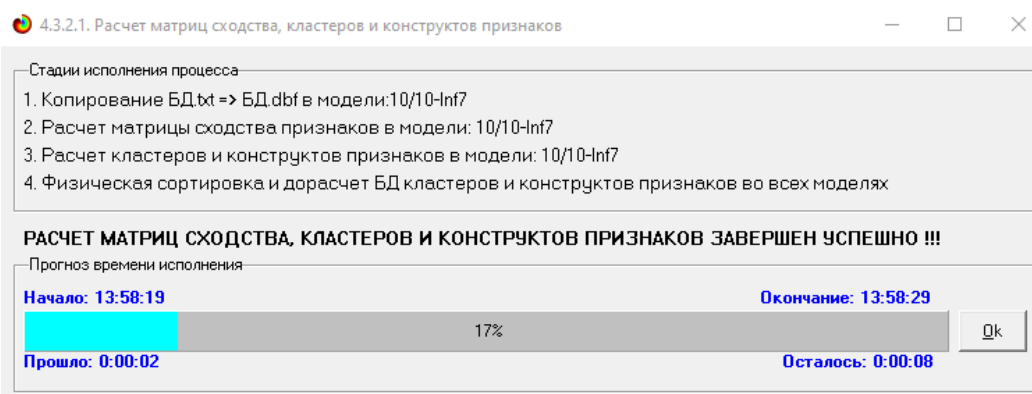 4.3.2.1. Расчет матриц сходства, кластеров и конструктов признаков
Стадии исполнения процесса
1. Копирование БД.txt => БД.dbf в модели:10/10-Inf7
2. Расчет матрицы сходства признаков в модели: 10/10-Inf7
3. Расчет кластеров и конструктов признаков в модели: 10/10-Inf7
4. Физическая сортировка и дорасчет БД кластеров и конструктов признаков во всех моделях
РАСЧЕТ МАТРИЦ СХОДСТВА, КЛАСТЕРОВ И КОНСТРУКТОВ ПРИЗНАКОВ ЗАВЕРШЕН УСПЕШНО !!!
Прогноз времени исполнения
Начало: 13:58:19 Окончание: 13:58:29
17% Ok
Прошло: 0:00:02 Осталось: 0:00:08